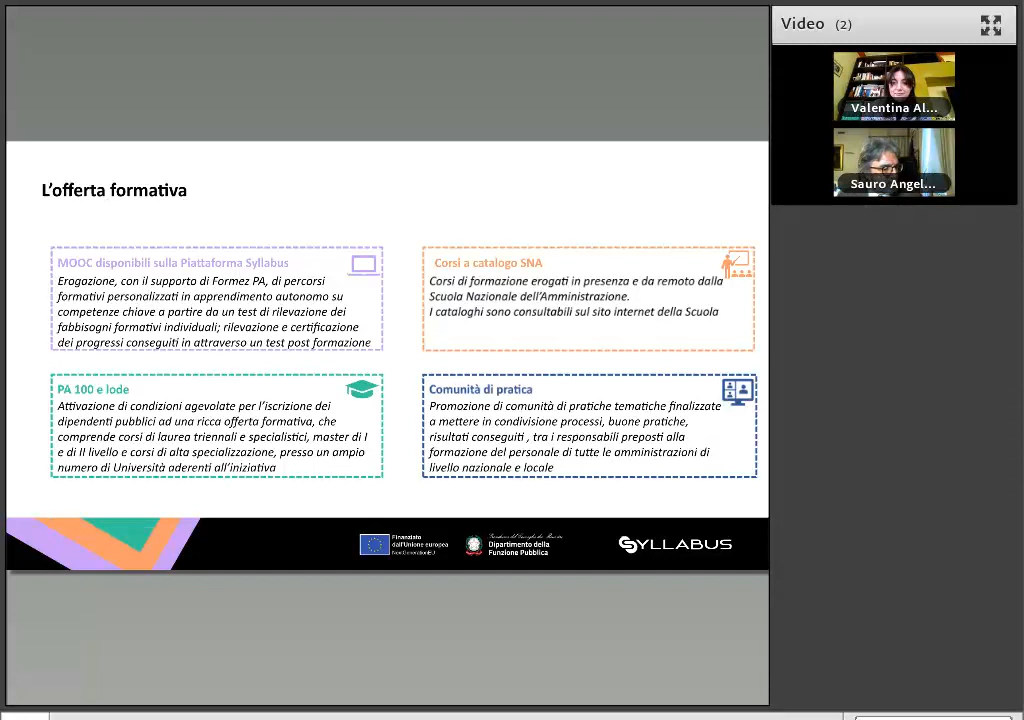 Video (2)
Valentina Al...
Sauro Angel...
L'offerta formativa
MOOC disponibili sulla Piattaforma Syllabus
Erogazione, con il supporto di Formez PA, di percorsi
formativi personalizzati in apprendimento autonomo su
competenze chiave a partire da un test di rilevazione dei
fabbisogni formativi individuali; rilevazione e certificazione
dei progressi conseguiti in attraverso un test post formazione
Corsi a catalogo SNA
Corsi di formazione erogati in presenza e da remoto dalla
Scuola Nazionale dell'Amministrazione.
I cataloghi sono consultabili sul sito internet della Scuola
PA 100 e lode
Attivazione di condizioni agevolate per l'iscrizione dei
dipendenti pubblici ad una ricca offerta formativa, che
comprende corsi di laurea triennali e specialistici, master di I
e di II livello e corsi di alta specializzazione, presso un ampio
numero di Università aderenti all'iniziativa
Comunità di pratica
Promozione di comunità di pratiche tematiche finalizzate
a mettere in condivisione processi, buone pratiche,
risultati conseguiti , tra i responsabili preposti alla
formazione del personale di tutte le amministrazioni di
livello nazionale e locale
Finanziato
dall'Unione europea
NextGenerationEU
Dipartimento della
Funzione Pubblica
SYLLABUS